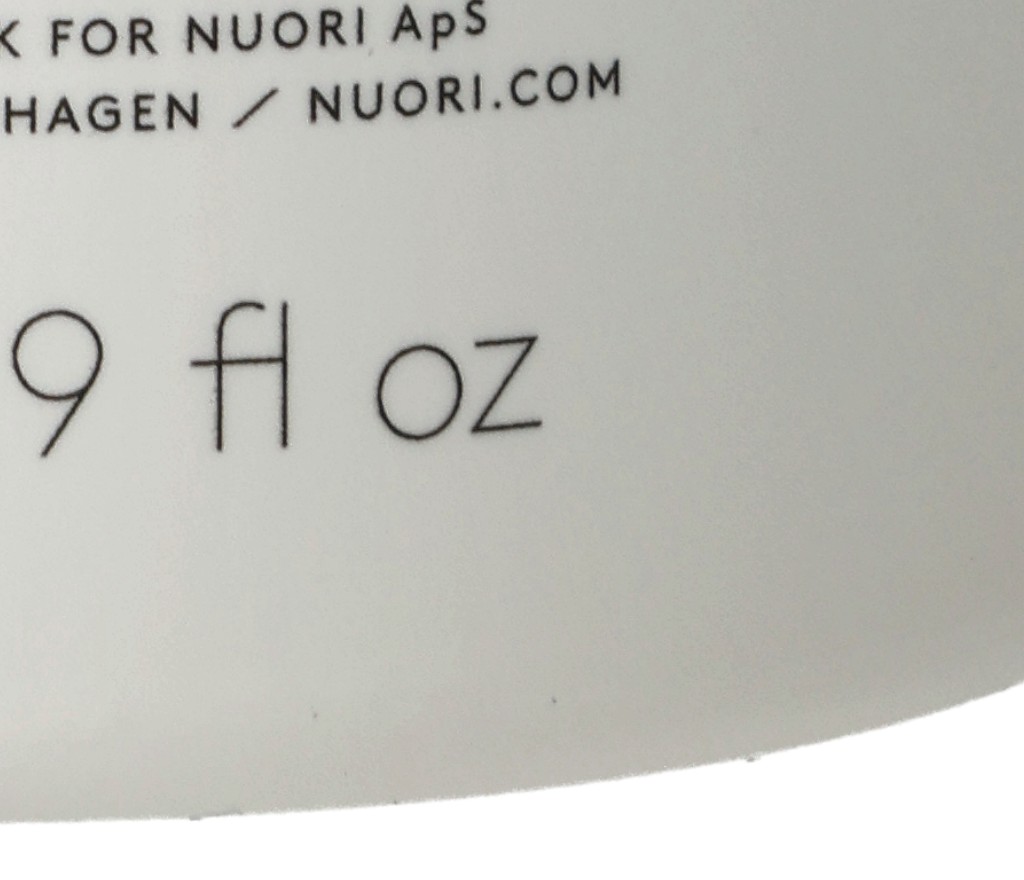 K FOR NUORI ApS
HAGEN / NUORI.COM
9 fl oz